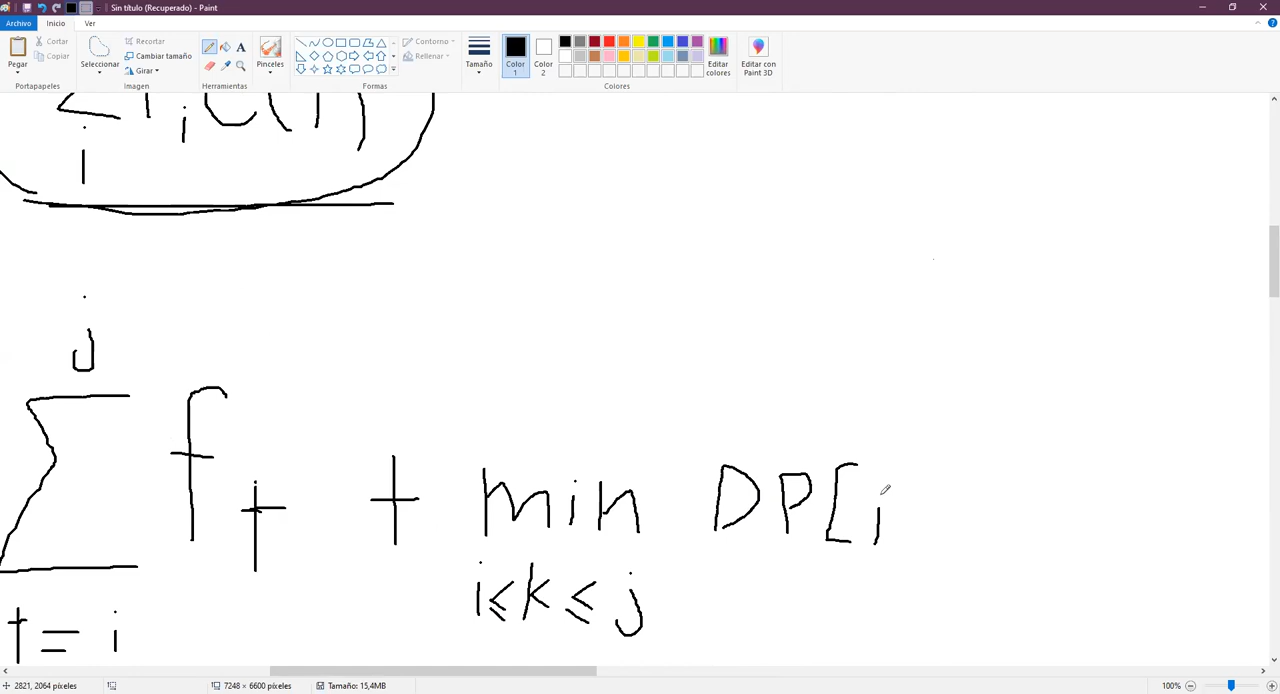 Sin título (Recuperado) - Paint
Archivo Inicio Ver
Pegar Cortar Copiar Seleccionar Recortar Cambiar tamaño Girar Pinceles Contorno Rellenar Tamaño Color 1 Color 2 Editar colores Editar con Paint 3D
Portapapeles Imagen Herramientas Formas Colores
i
j
∑ f_t + min DP[i
t = i i ≤ k ≤ j
2821, 2064 píxeles 7248 × 6600 píxeles Tamaño: 15,4MB 100%